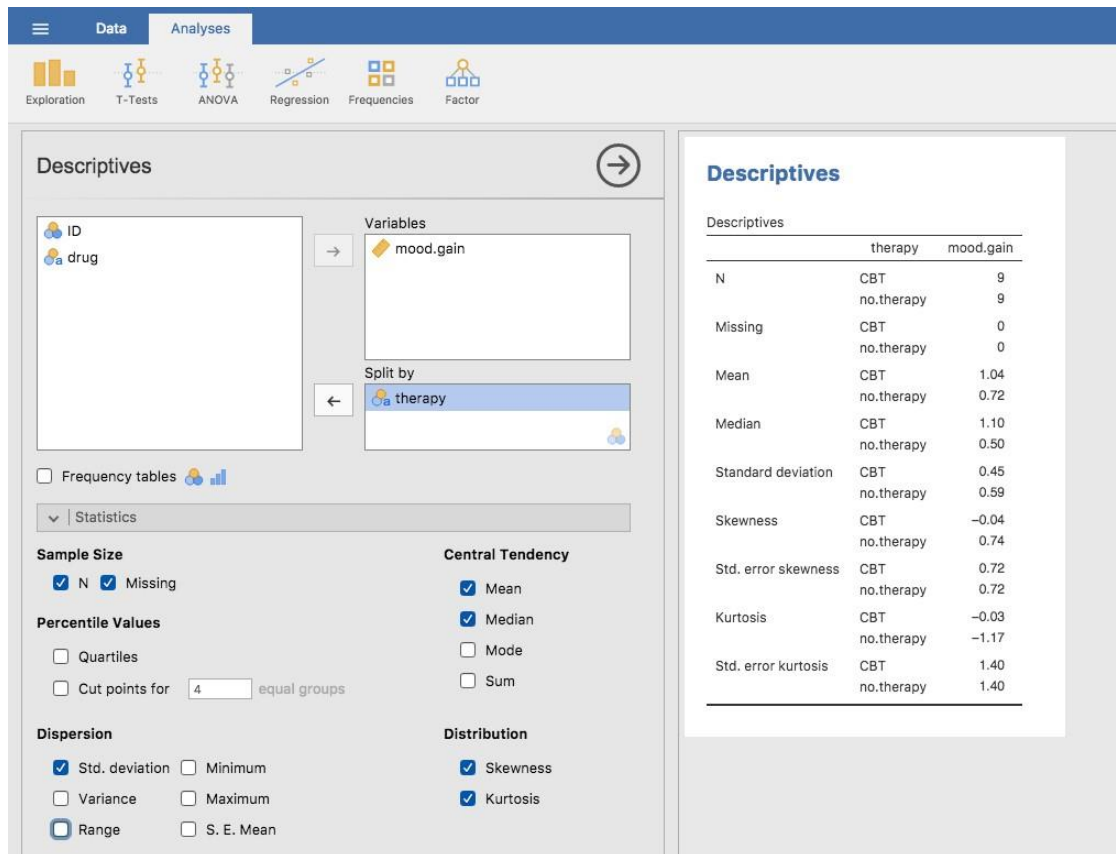 Data Analyses
Exploration T-Tests ANOVA Regression Frequencies Factor
Descriptives
ID
drug
Variables
mood.gain
Split by
therapy
Frequency tables
Statistics
Sample Size
N Missing
Percentile Values
Quartiles
Cut points for 4 equal groups
Dispersion
Std. deviation Minimum
Variance Maximum
Range S. E. Mean
Central Tendency
Mean
Median
Mode
Sum
Distribution
Skewness
Kurtosis
Descriptives
Descriptives
therapy mood.gain
N CBT 9
no.therapy 9
Missing CBT 0
no.therapy 0
Mean CBT 1.04
no.therapy 0.72
Median CBT 1.10
no.therapy 0.50
Standard deviation CBT 0.45
no.therapy 0.59
Skewness CBT −0.04
no.therapy 0.74
Std. error skewness CBT 0.72
no.therapy 0.72
Kurtosis CBT −0.03
no.therapy −1.17
Std. error kurtosis CBT 1.40
no.therapy 1.40